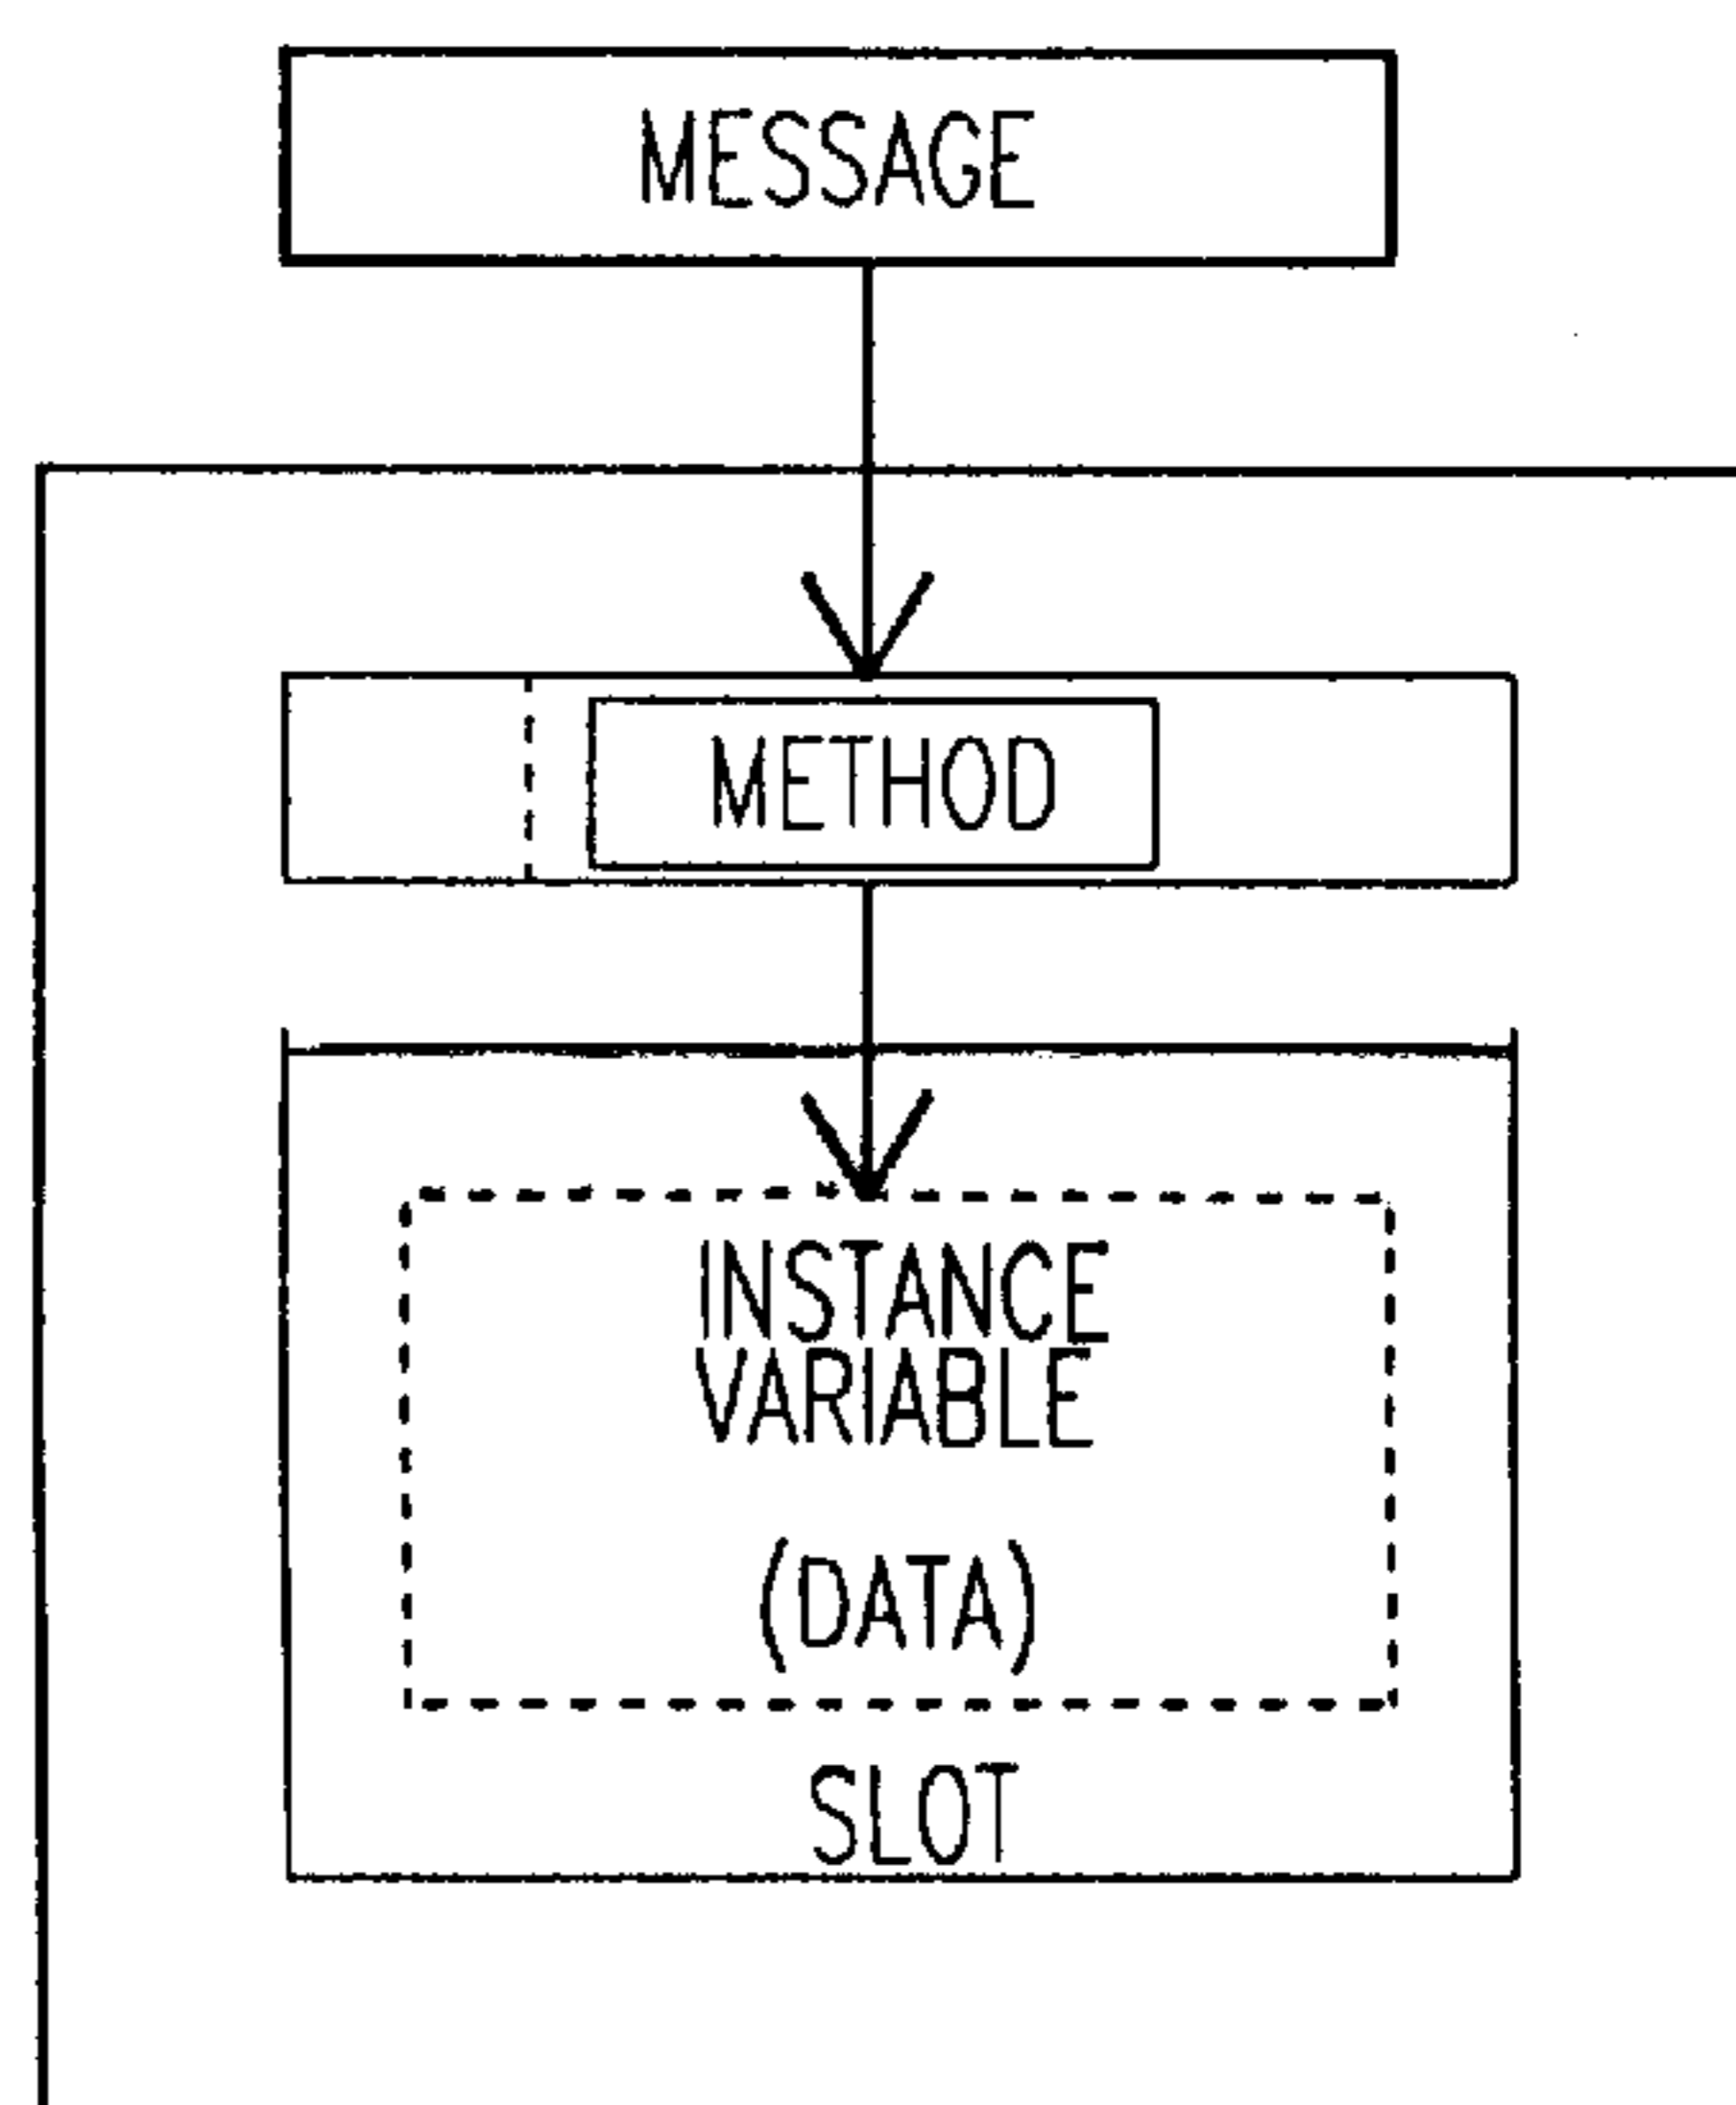 MESSAGE
METHOD
INSTANCE
VARIABLE
(DATA)
SLOT